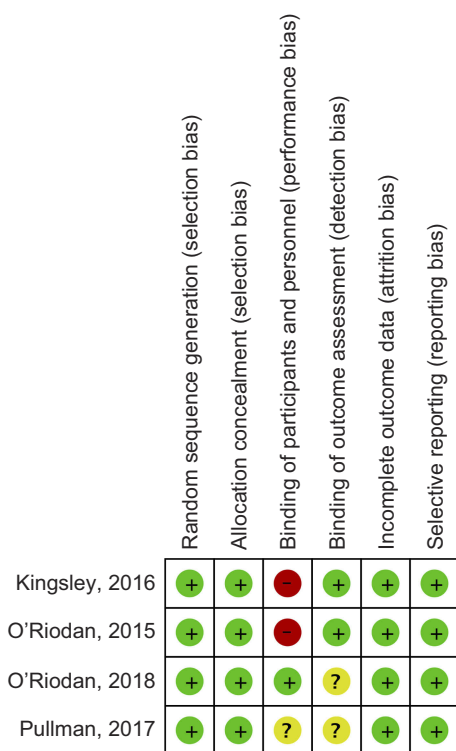 Random sequence generation (selection bias)
Allocation concealment (selection bias)
Binding of participants and personnel (performance bias)
Binding of outcome assessment (detection bias)
Incomplete outcome data (attrition bias)
Selective reporting (reporting bias)
Kingsley, 2016 + + - + + +
O'Riodan, 2015 + + - + + +
O'Riodan, 2018 + + + ? + +
Pullman, 2017 + + ? ? + +